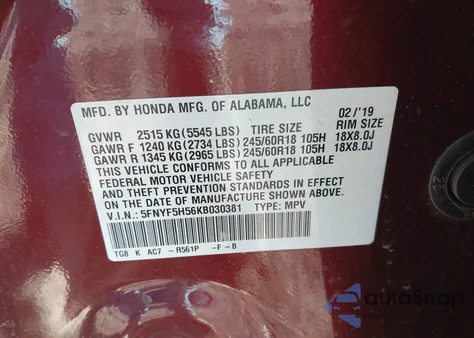 MFD. BY HONDA MFG. OF ALABAMA, LLC 02/'19
GVWR 2515 KG (5545 LBS) TIRE SIZE RIM SIZE
GAWR F 1240 KG (2734 LBS) 245/60R18 105H 18X8.0J
GAWR R 1345 KG (2965 LBS) 245/60R18 105H 18X8.0J
THIS VEHICLE CONFORMS TO ALL APPLICABLE
FEDERAL MOTOR VEHICLE SAFETY
AND THEFT PREVENTION STANDARDS IN EFFECT
ON THE DATE OF MANUFACTURE SHOWN ABOVE.
V.I.N.: 5FNYF5H56KB030381 TYPE: MPV
TG8 K AC7 -R561P -F -B
26
autoSnap